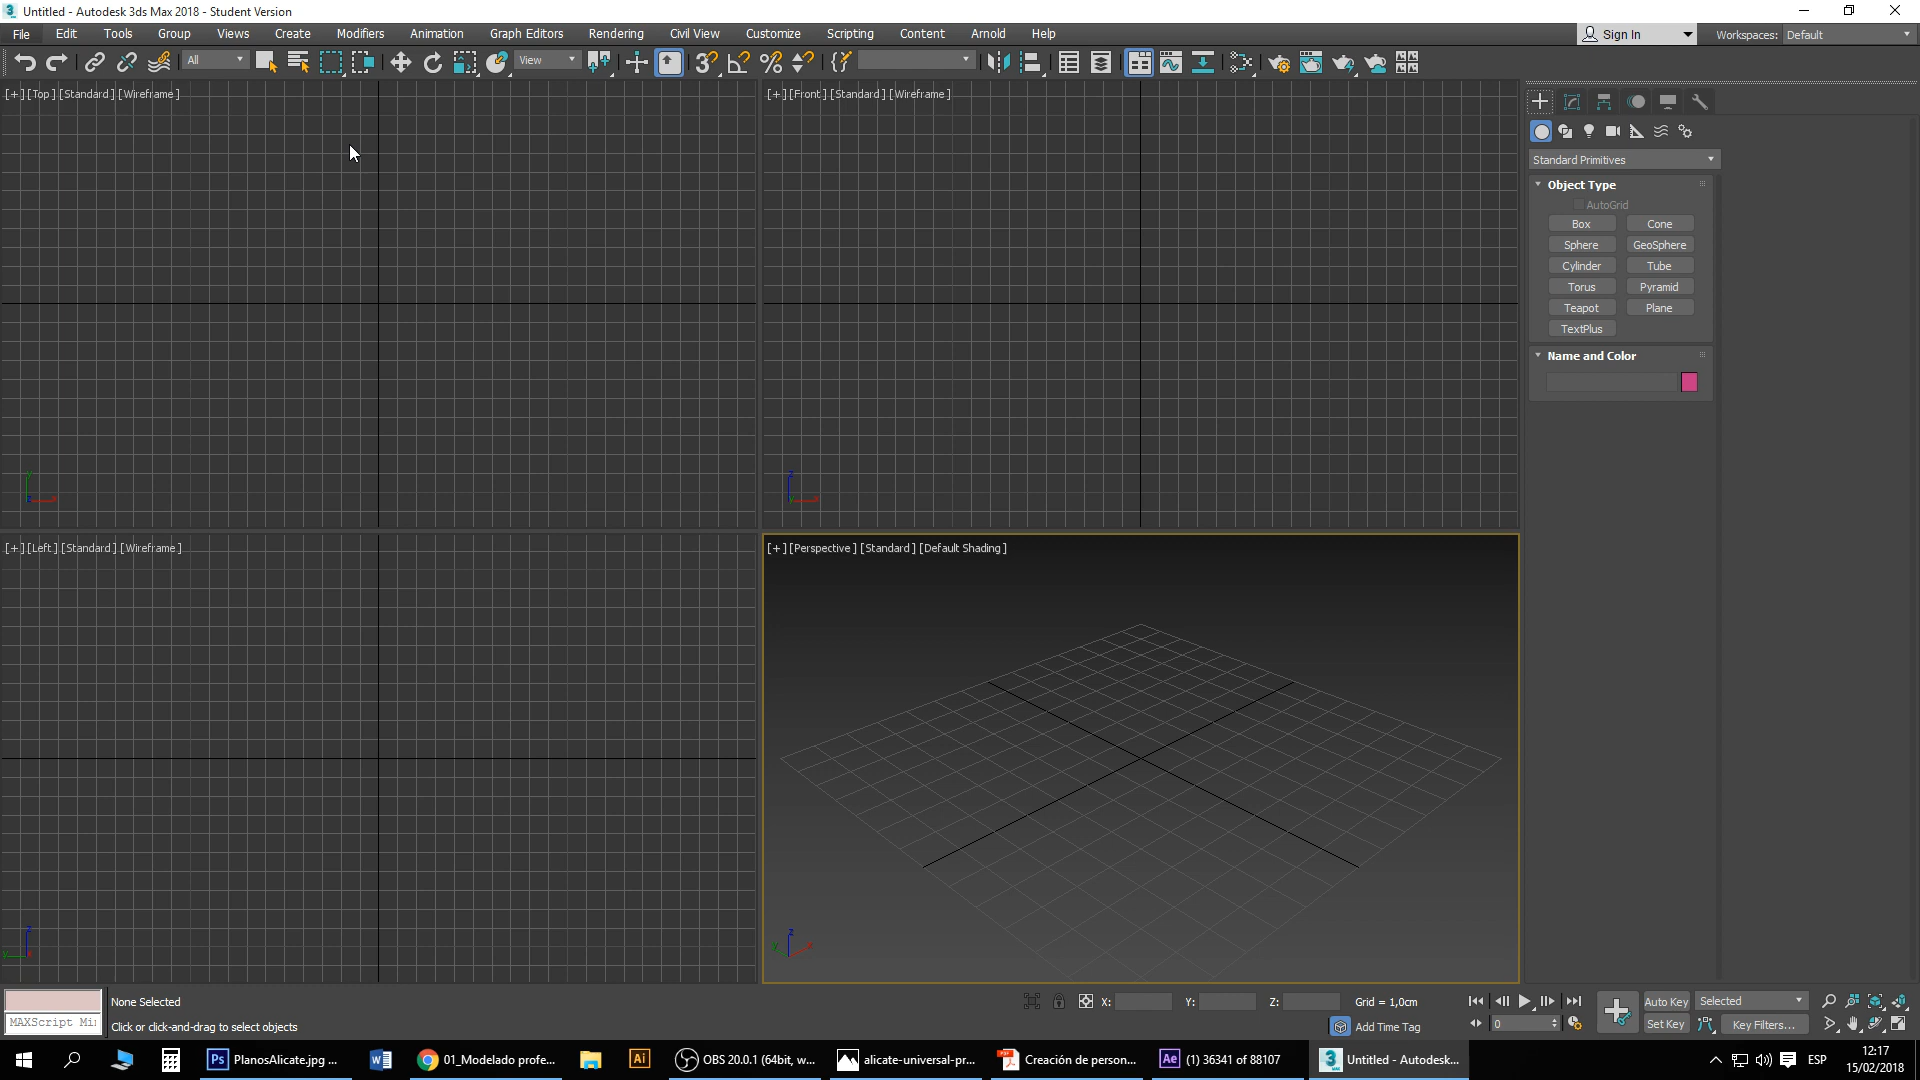 Untitled - Autodesk 3ds Max 2018 - Student Version
File Edit Tools Group Views Create Modifiers Animation Graph Editors Rendering Civil View Customize Scripting Content Arnold Help
Sign In
Workspaces: Default
All
View
[+] [Top] [Standard] [Wireframe]
[+] [Front] [Standard] [Wireframe]
Standard Primitives
Object Type
AutoGrid
Box Cone
Sphere GeoSphere
Cylinder Tube
Torus Pyramid
Teapot Plane
TextPlus
Name and Color
y
z x
z
y x
[+] [Left] [Standard] [Wireframe]
[+] [Perspective] [Standard] [Default Shading]
z
y x
z
y x
None Selected
X: Y: Z: Grid = 1,0cm
Auto Key Selected
MAXScript Mi
Click or click-and-drag to select objects
Add Time Tag
0
Set Key Key Filters...
PlanosAlicate.jpg ...
01_Modelado profe...
Ai
OBS 20.0.1 (64bit, w...
alicate-universal-pr...
Creación de person...
Ae (1) 36341 of 88107
Untitled - Autodesk...
ESP
12:17
15/02/2018